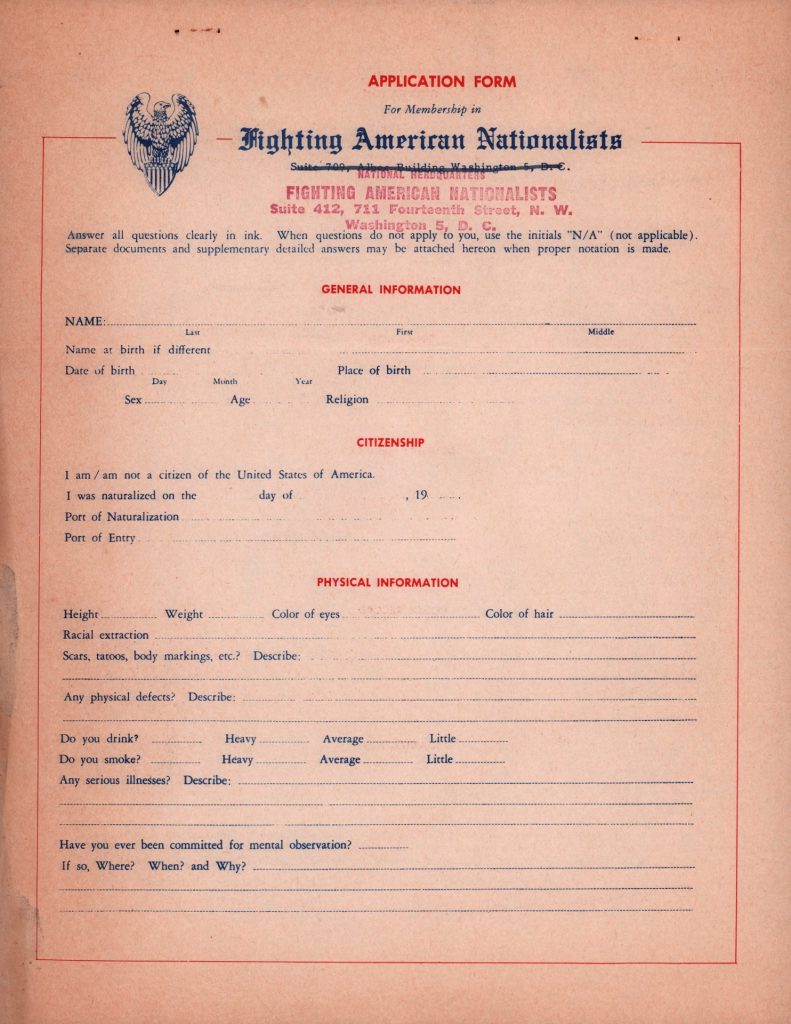 APPLICATION FORM
For Membership in
Fighting American Nationalists
Suite 709, Albee Building Washington 5, D. C.
NATIONAL HEADQUARTERS
FIGHTING AMERICAN NATIONALISTS
Suite 412, 711 Fourteenth Street, N. W.
Washington 5, D. C.
Answer all questions clearly in ink. When questions do not apply to you, use the initials "N/A" (not applicable).
Separate documents and supplementary detailed answers may be attached hereon when proper notation is made.
GENERAL INFORMATION
NAME:
Last First Middle
Name at birth if different
Date of birth Place of birth
Day Month Year
Sex Age Religion
CITIZENSHIP
I am / am not a citizen of the United States of America.
I was naturalized on the day of , 19
Port of Naturalization
Port of Entry
PHYSICAL INFORMATION
Height Weight Color of eyes Color of hair
Racial extraction
Scars, tatoos, body markings, etc.? Describe:
Any physical defects? Describe:
Do you drink? Heavy Average Little
Do you smoke? Heavy Average Little
Any serious illnesses? Describe:
Have you ever been committed for mental observation?
If so, Where? When? and Why?